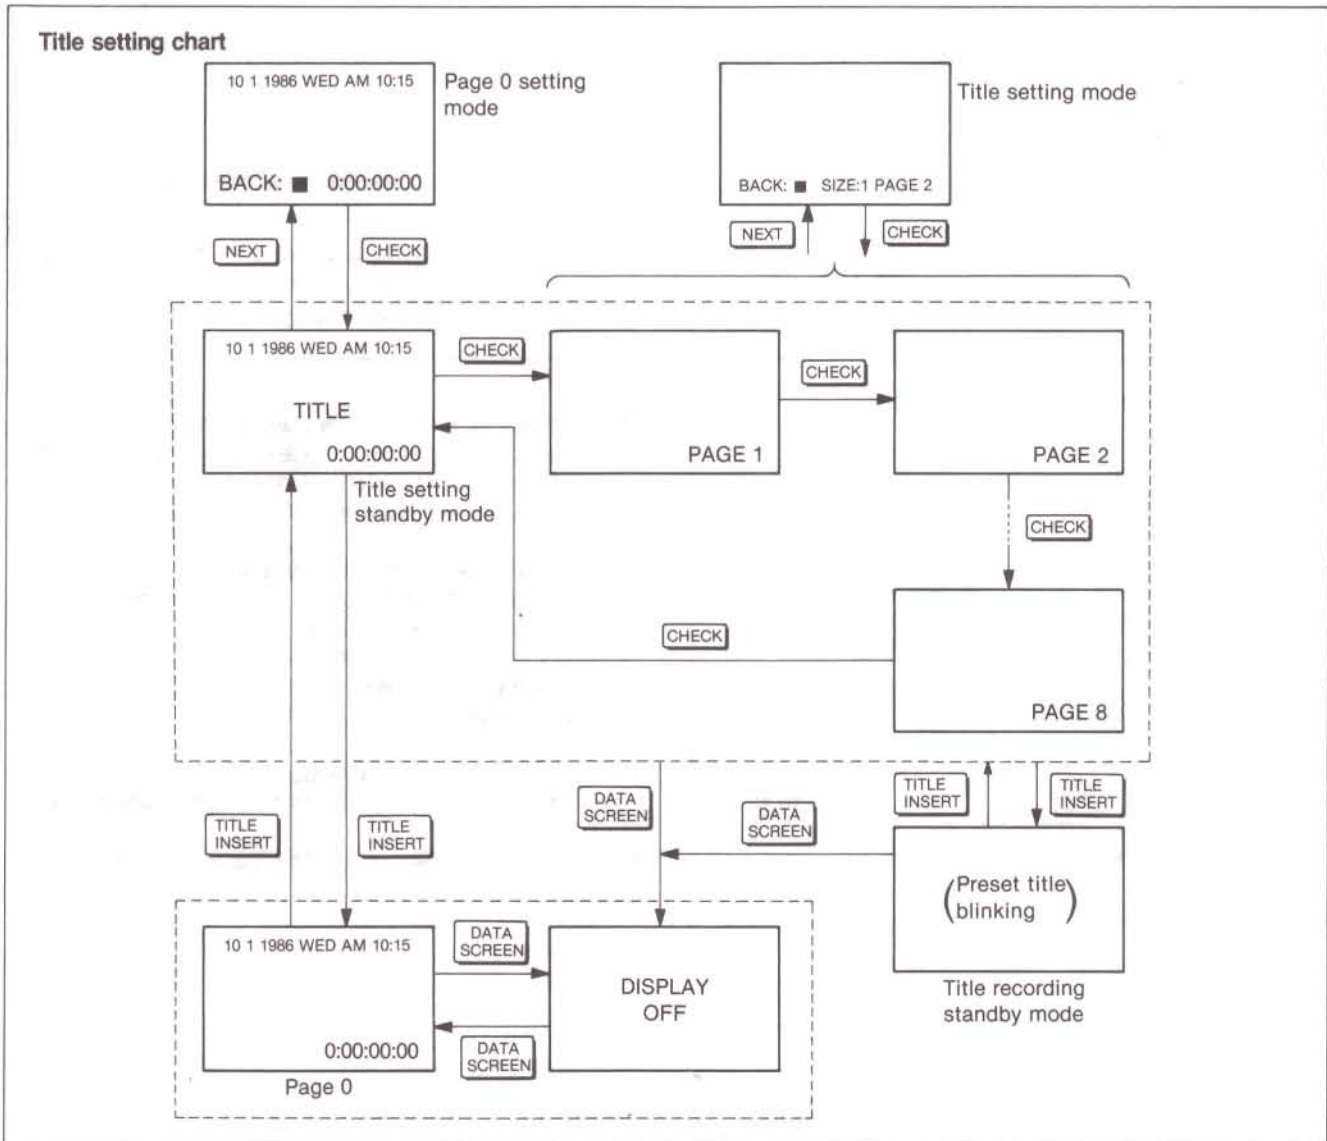 Title setting chart
10 1 1986 WED AM 10:15
BACK: ■ 0:00:00:00
Page 0 setting
mode
BACK: ■ SIZE:1 PAGE 2
Title setting mode
NEXT
CHECK
NEXT
CHECK
10 1 1986 WED AM 10:15
TITLE
0:00:00:00
Title setting
standby mode
CHECK
PAGE 1
CHECK
PAGE 2
CHECK
CHECK
PAGE 8
TITLE
INSERT
TITLE
INSERT
DATA
SCREEN
DATA
SCREEN
TITLE
INSERT
TITLE
INSERT
10 1 1986 WED AM 10:15
0:00:00:00
Page 0
DATA
SCREEN
DATA
SCREEN
DISPLAY
OFF
(Preset title
blinking)
Title recording
standby mode